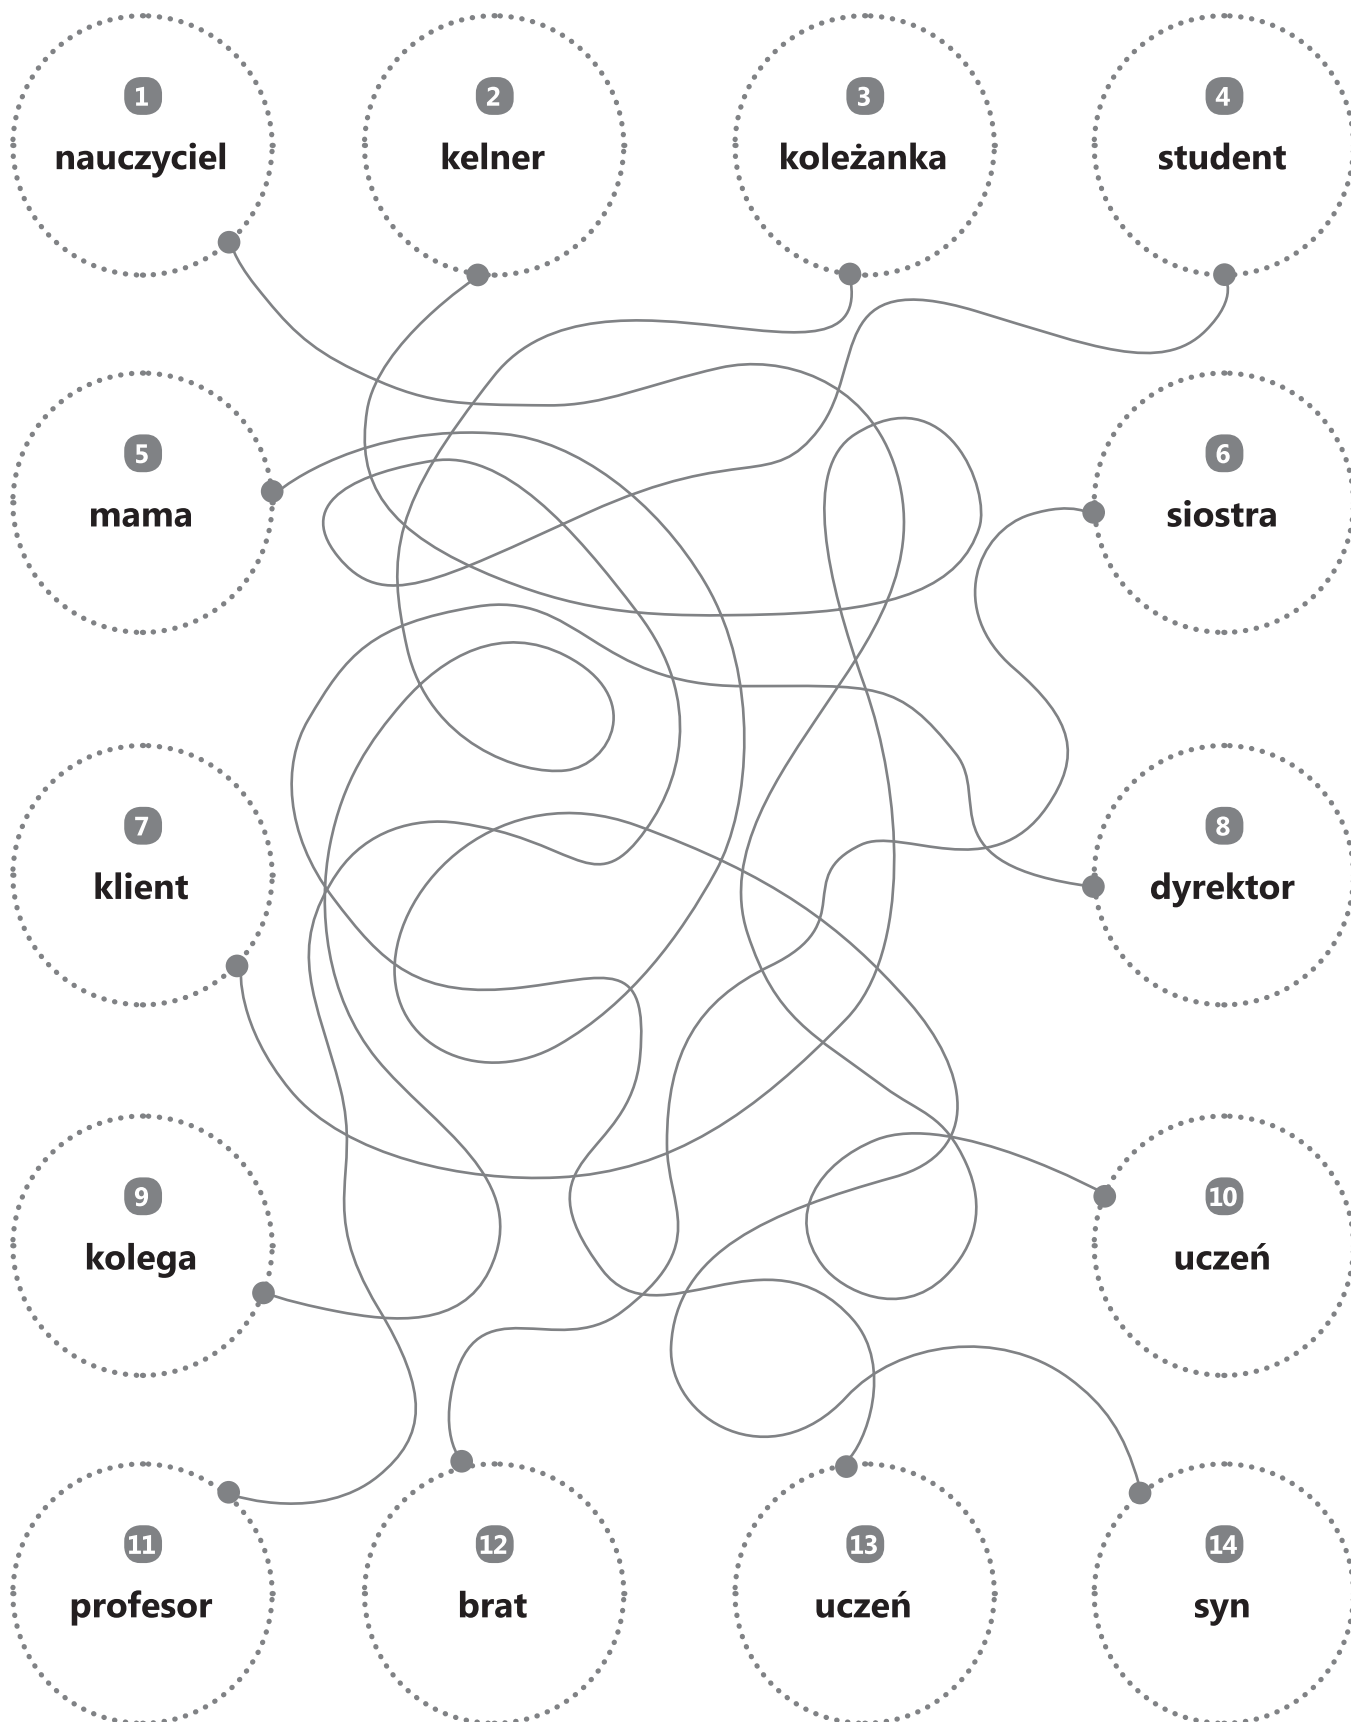 1
nauczyciel
2
kelner
3
koleżanka
4
student
5
mama
6
siostra
7
klient
8
dyrektor
9
kolega
10
uczeń
11
profesor
12
brat
13
uczeń
14
syn